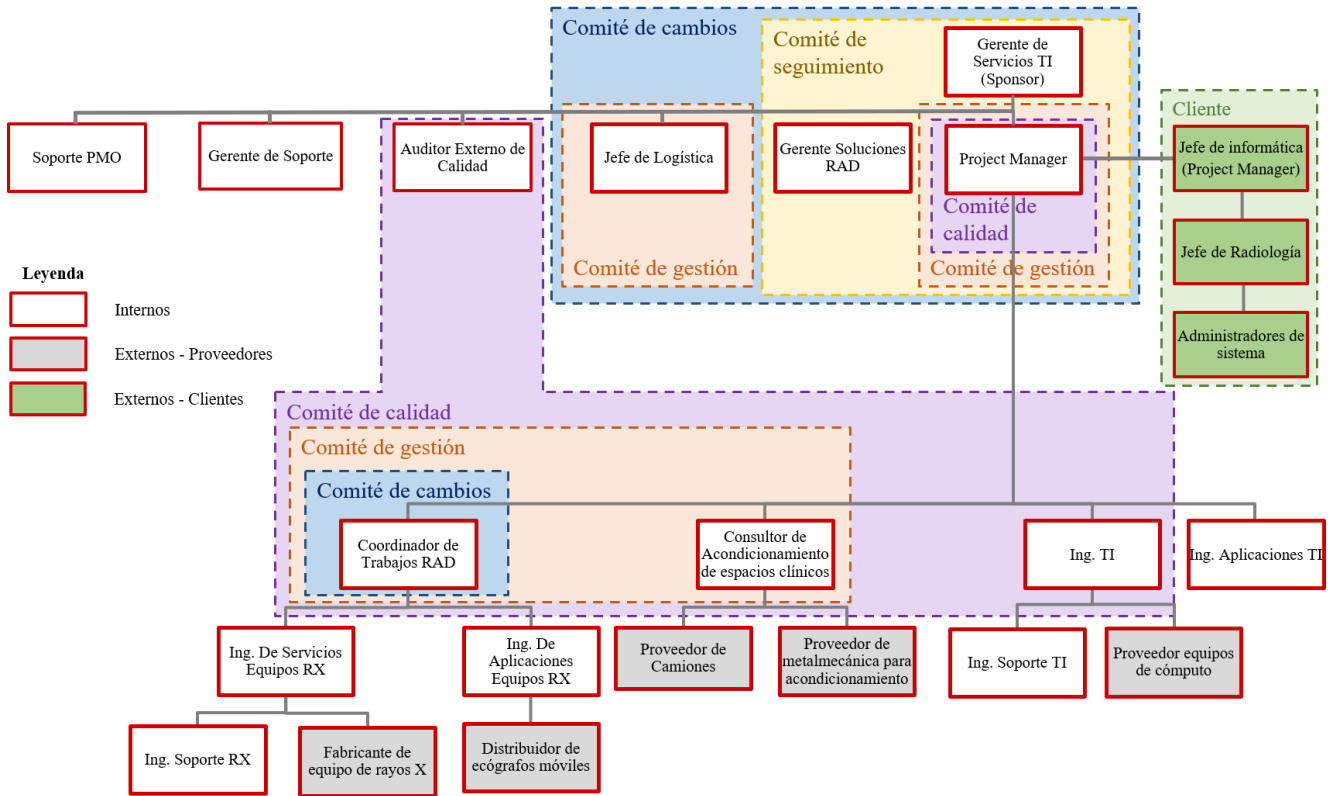 Comité de cambios
Comité de
seguimiento
Gerente de
Servicios TI
(Sponsor)
Cliente
Soporte PMO
Gerente de Soporte
Auditor Externo de
Calidad
Jefe de Logística
Gerente Soluciones
RAD
Project Manager
Jefe de informática
(Project Manager)
Comité de
calidad
Comité de gestión
Comité de gestión
Jefe de Radiología
Administradores de
sistema
Leyenda
Internos
Externos - Proveedores
Externos - Clientes
Comité de calidad
Comité de gestión
Comité de cambios
Coordinador de
Trabajos RAD
Consultor de
Acondicionamiento
de espacios clínicos
Ing. TI
Ing. Aplicaciones TI
Ing. De Servicios
Equipos RX
Ing. De
Aplicaciones
Equipos RX
Proveedor de
Camiones
Proveedor de
metalmecánica para
acondicionamiento
Ing. Soporte TI
Proveedor equipos
de cómputo
Ing. Soporte RX
Fabricante de
equipo de rayos X
Distribuidor de
ecógrafos móviles